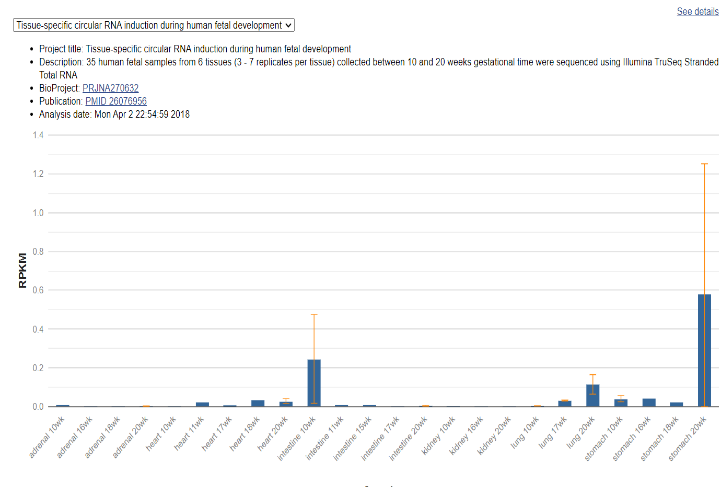 See details
Tissue-specific circular RNA induction during human fetal development
Project title: Tissue-specific circular RNA induction during human fetal development
Description: 35 human fetal samples from 6 tissues (3 - 7 replicates per tissue) collected between 10 and 20 weeks gestational time were sequenced using Illumina TruSeq Stranded
Total RNA
BioProject: PRJNA270632
Publication: PMID 26076956
Analysis date: Mon Apr 2 22:54:59 2018
1.4
1.2
1.0
0.8
0.6
0.4
0.2
0.0
RPKM
adrenal 10wk
adrenal 16wk
adrenal 18wk
adrenal 20wk
heart 10wk
heart 11wk
heart 17wk
heart 18wk
heart 20wk
intestine 10wk
intestine 11wk
intestine 15wk
intestine 17wk
intestine 20wk
kidney 10wk
kidney 16wk
kidney 20wk
lung 10wk
lung 17wk
lung 20wk
stomach 10wk
stomach 16wk
stomach 18wk
stomach 20wk